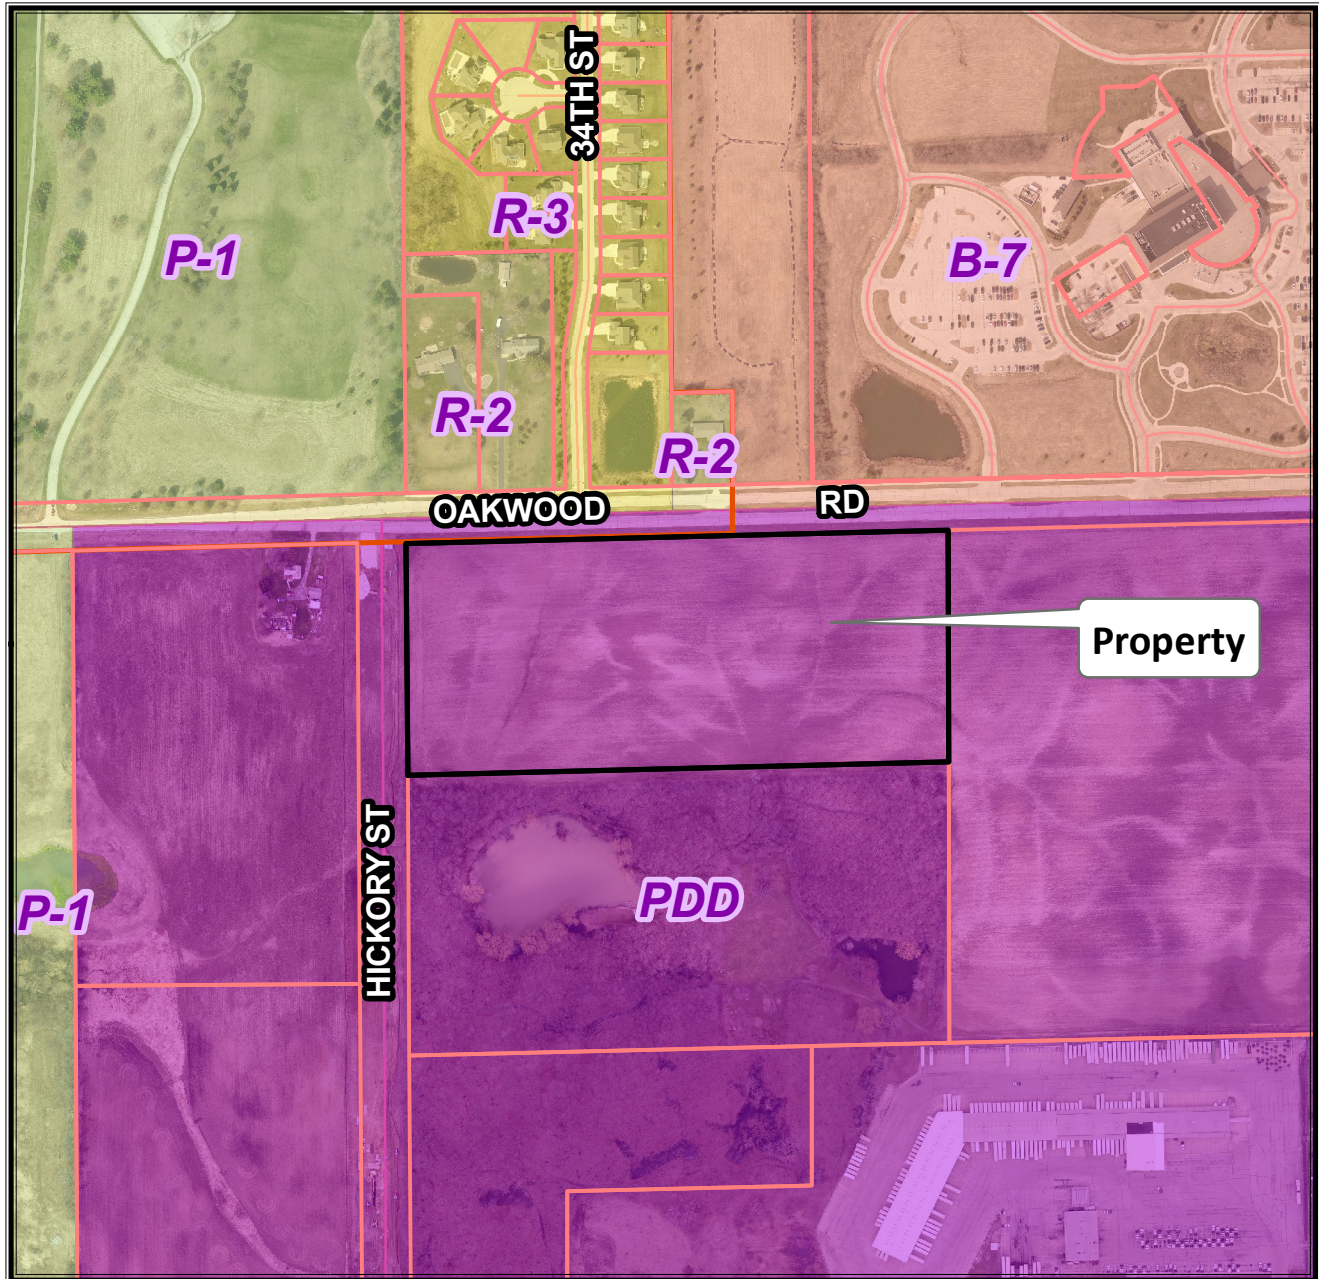 34TH ST
R-3
P-1
B-7
R-2
R-2
OAKWOOD
RD
Property
HICKORY ST
PDD
P-1